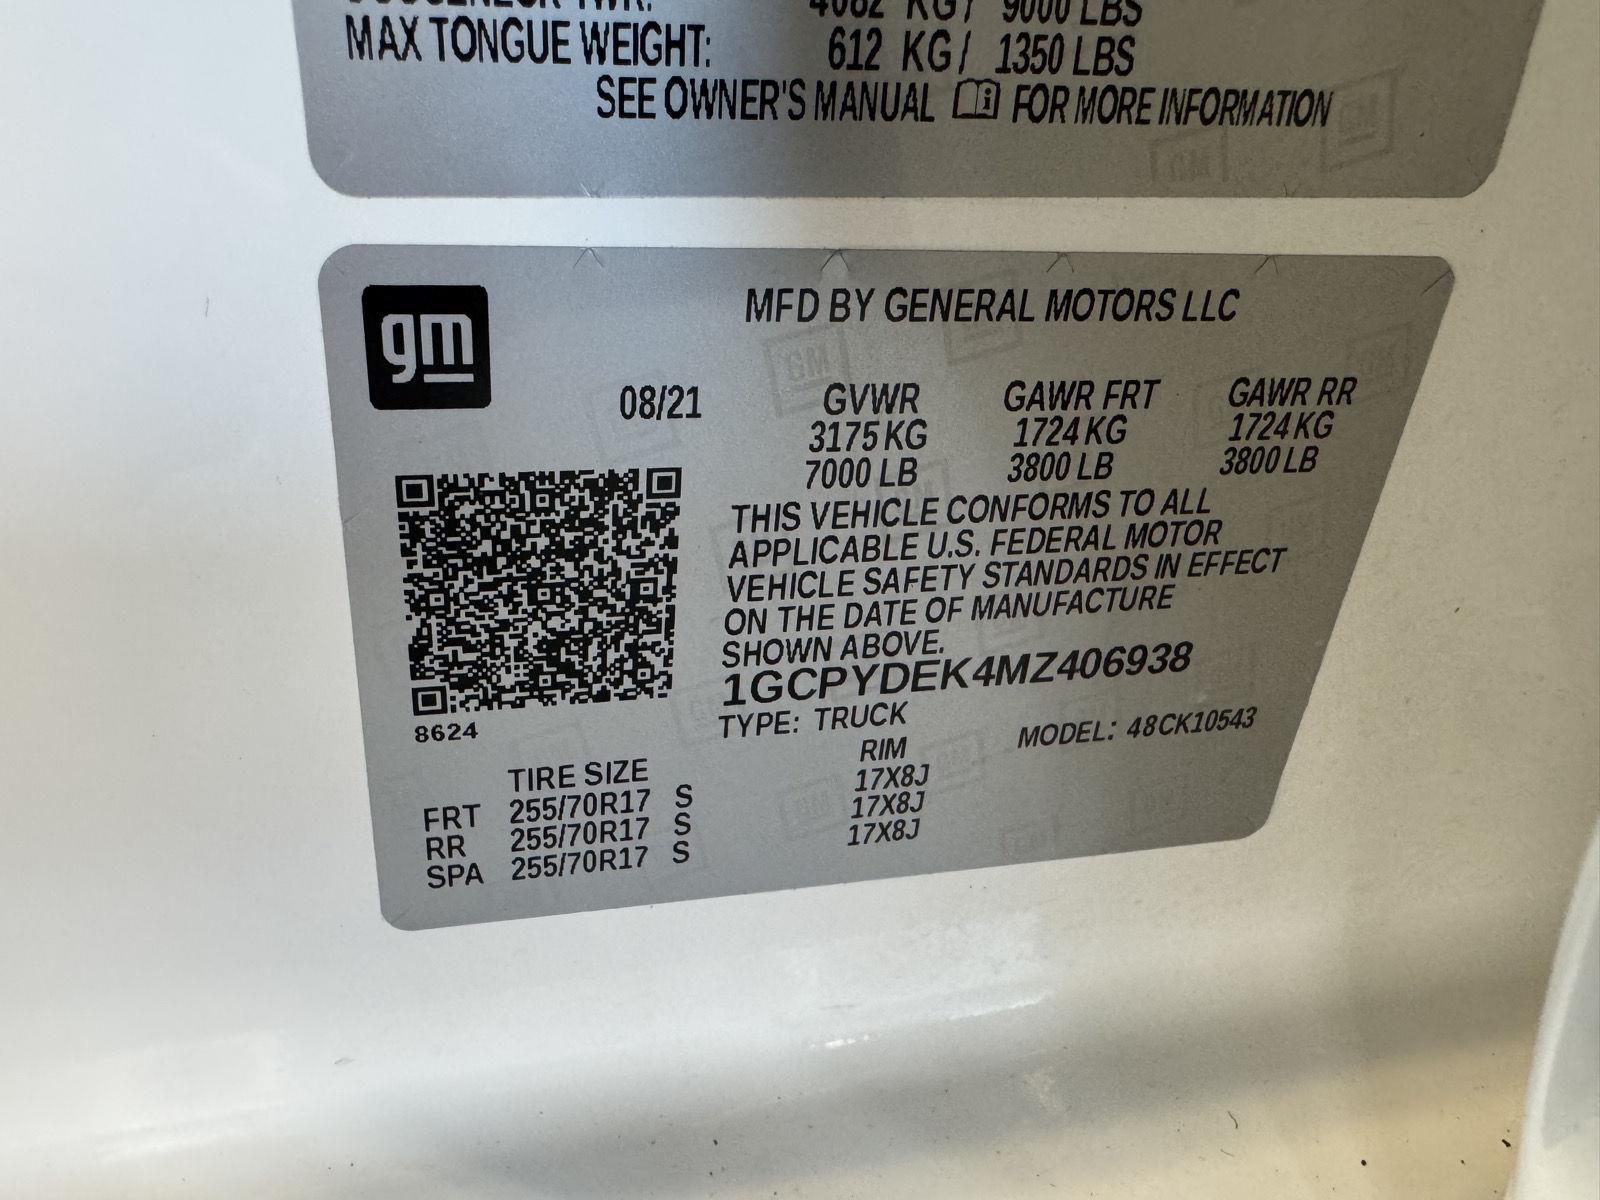 4082 KG / 9000 LBS
MAX TONGUE WEIGHT: 612 KG / 1350 LBS
SEE OWNER'S MANUAL FOR MORE INFORMATION
gm
MFD BY GENERAL MOTORS LLC
08/21 GVWR GAWR FRT GAWR RR
3175 KG 1724 KG 1724 KG
7000 LB 3800 LB 3800 LB
THIS VEHICLE CONFORMS TO ALL
APPLICABLE U.S. FEDERAL MOTOR
VEHICLE SAFETY STANDARDS IN EFFECT
ON THE DATE OF MANUFACTURE
SHOWN ABOVE.
1GCPYDEK4MZ406938
8624
TYPE: TRUCK MODEL: 48CK10543
TIRE SIZE RIM
FRT 255/70R17 S 17X8J
RR 255/70R17 S 17X8J
SPA 255/70R17 S 17X8J